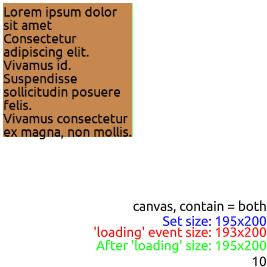 Lorem ipsum dolor
sit amet
Consectetur
adipiscing elit.
Vivamus id.
Suspendisse
sollicitudin posuere
felis.
Vivamus consectetur
ex magna, non mollis.
canvas, contain = both
Set size: 195x200
'loading' event size: 193x200
After 'loading' size: 195x200
10